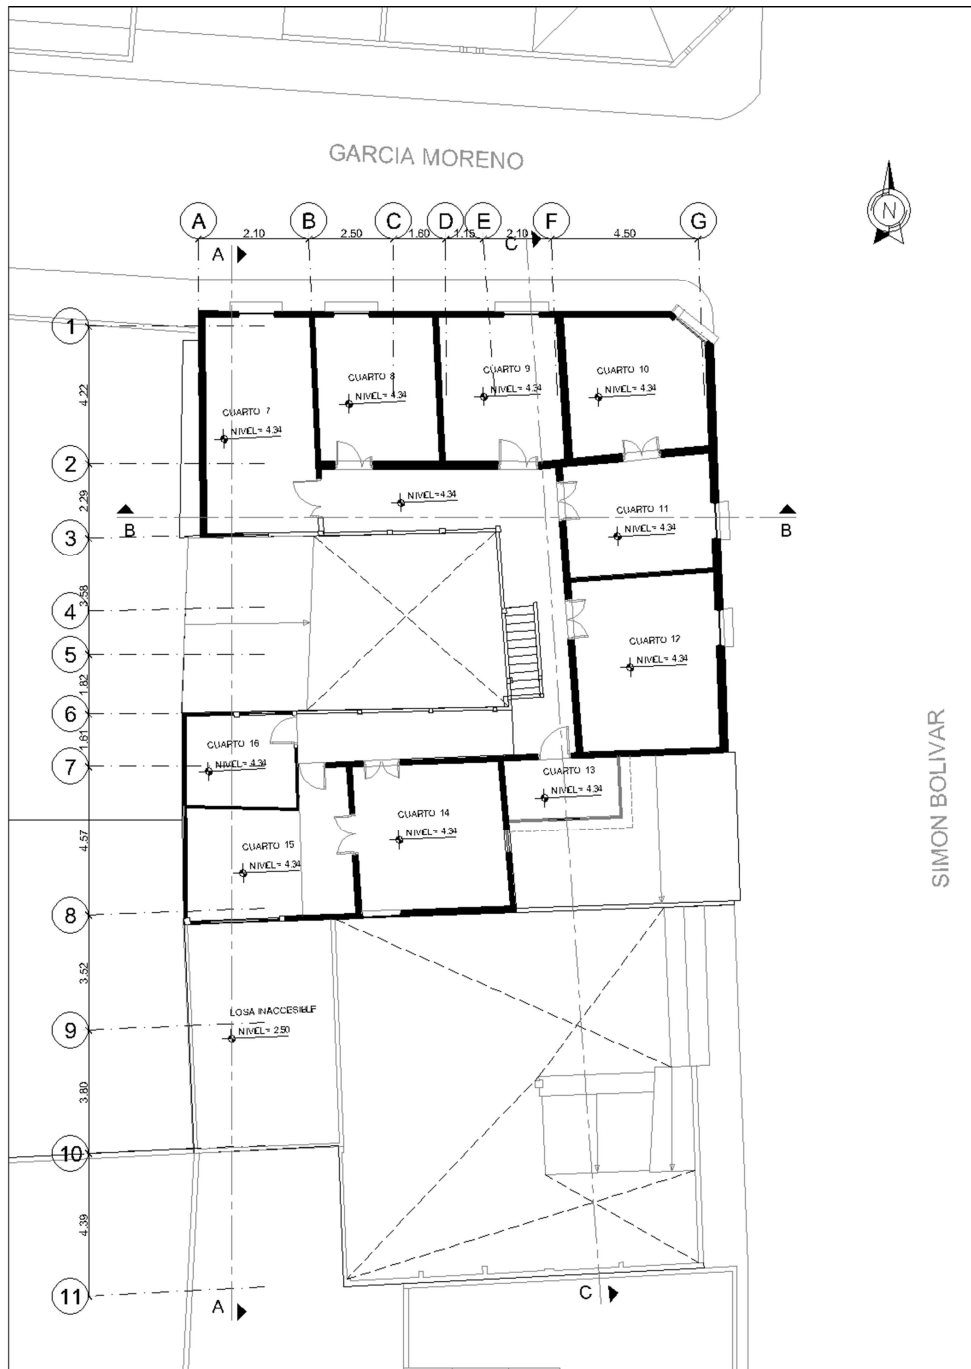 GARCIA MORENO
N
A B C D E F G
2.10 2.50 1.60 1.15 2.10 4.50
A C
1
4.22
2
2.29
3
3.58
4
5
1.82
6
1.61
7
4.57
8
3.52
9
3.80
10
4.39
11
CUARTO 7
NIVEL= 4.34
CUARTO 8
NIVEL= 4.34
CUARTO 9
NIVEL= 4.34
CUARTO 10
NIVEL= 4.34
NIVEL= 4.34
CUARTO 11
NIVEL= 4.34
B B
CUARTO 12
NIVEL= 4.34
CUARTO 16
NIVEL= 4.34
CUARTO 13
NIVEL= 4.34
CUARTO 14
NIVEL= 4.34
CUARTO 15
NIVEL= 4.34
SIMON BOLIVAR
LOSA INACCESIBLE
NIVEL= 2.50
A C